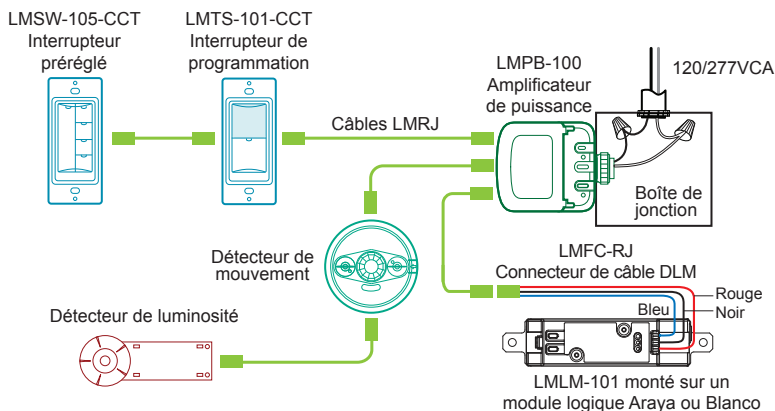 LMSW-105-CCT
Interrupteur
préréglé
LMTS-101-CCT
Interrupteur de
programmation
LMPB-100
Amplificateur
de puissance
120/277VCA
Câbles LMRJ
Boîte de
jonction
Détecteur de
mouvement
LMFC-RJ
Connecteur de câble DLM
Rouge
Bleu
Noir
Détecteur de luminosité
LMLM-101 monté sur un
module logique Araya ou Blanco